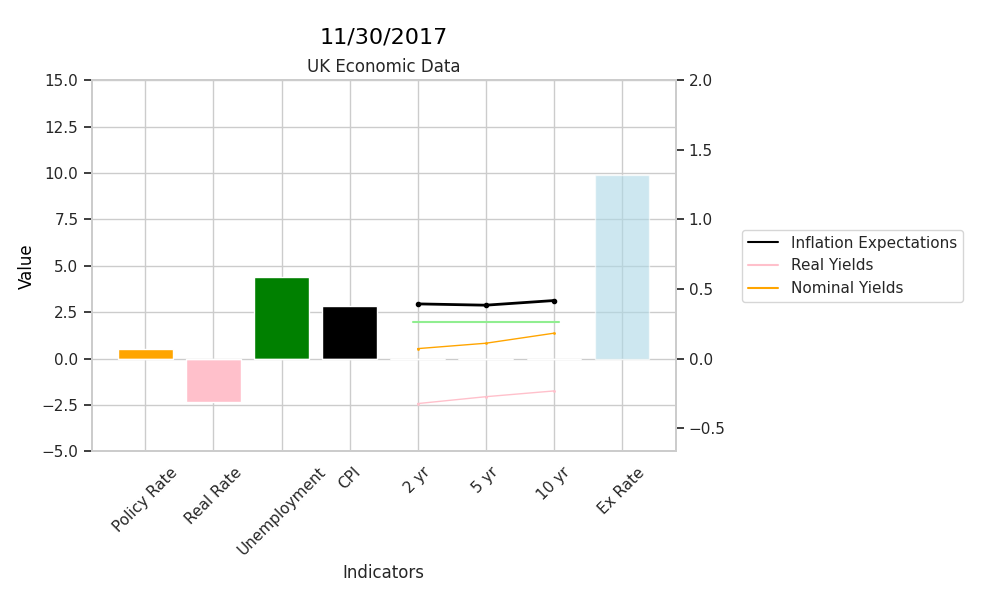 11/30/2017
UK Economic Data
15.0
12.5
10.0
7.5
5.0
2.5
0.0
−2.5
−5.0
Value
2.0
1.5
1.0
0.5
0.0
−0.5
Inflation Expectations
Real Yields
Nominal Yields
Policy Rate
Real Rate
Unemployment
CPI
2 yr
5 yr
10 yr
Ex Rate
Indicators